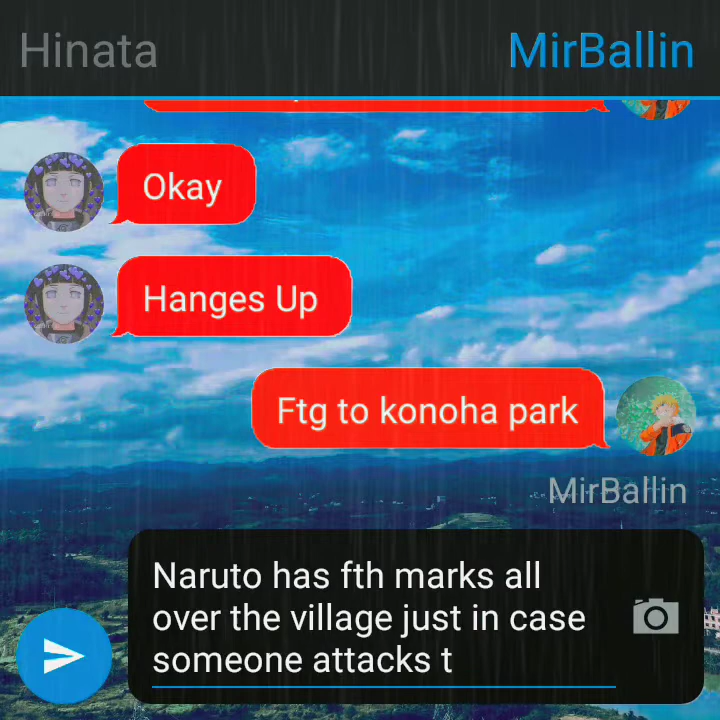 Hinata
MirBallin
Okay
Hanges Up
Ftg to konoha park
MirBallin
Naruto has fth marks all
over the village just in case
someone attacks t